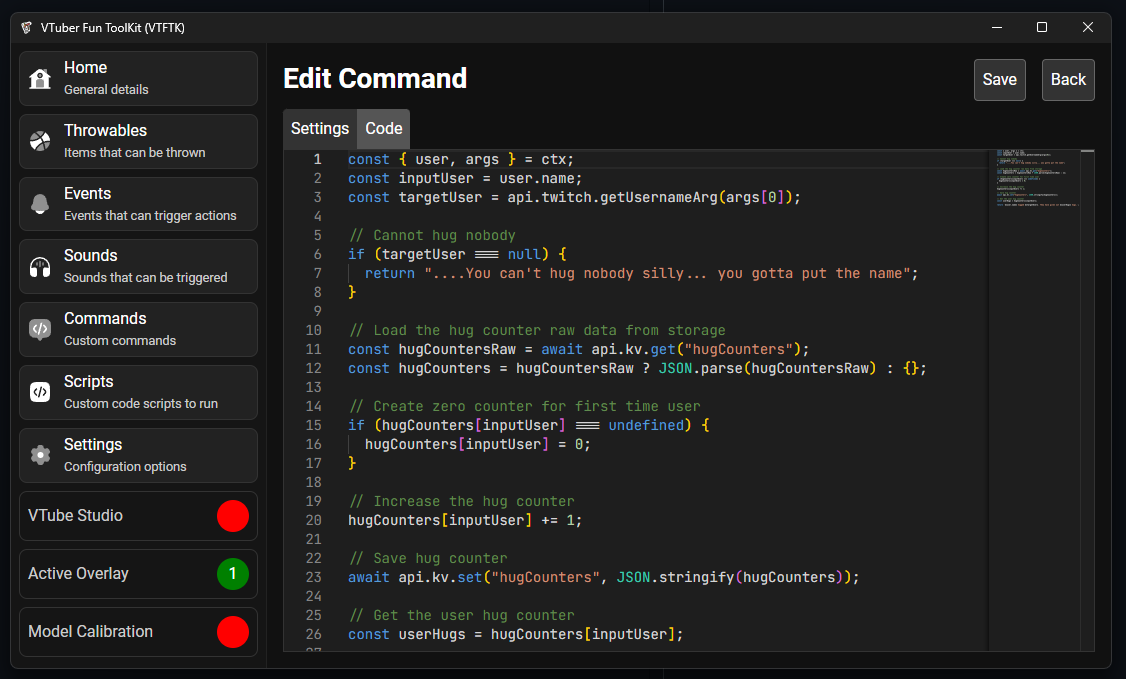 VTuber Fun ToolKit (VTFTK)
Home
General details
Throwables
Items that can be thrown
Events
Events that can trigger actions
Sounds
Sounds that can be triggered
Commands
Custom commands
Scripts
Custom code scripts to run
Settings
Configuration options
VTube Studio
Active Overlay 1
Model Calibration
Edit Command
Save Back
Settings Code
1 const { user, args } = ctx;
2 const inputUser = user.name;
3 const targetUser = api.twitch.getUsernameArg(args[0]);
4
5 // Cannot hug nobody
6 if (targetUser === null) {
7 return "....You can't hug nobody silly... you gotta put the name";
8 }
9
10 // Load the hug counter raw data from storage
11 const hugCountersRaw = await api.kv.get("hugCounters");
12 const hugCounters = hugCountersRaw ? JSON.parse(hugCountersRaw) : {};
13
14 // Create zero counter for first time user
15 if (hugCounters[inputUser] === undefined) {
16 hugCounters[inputUser] = 0;
17 }
18
19 // Increase the hug counter
20 hugCounters[inputUser] += 1;
21
22 // Save hug counter
23 await api.kv.set("hugCounters", JSON.stringify(hugCounters));
24
25 // Get the user hug counter
26 const userHugs = hugCounters[inputUser];
27